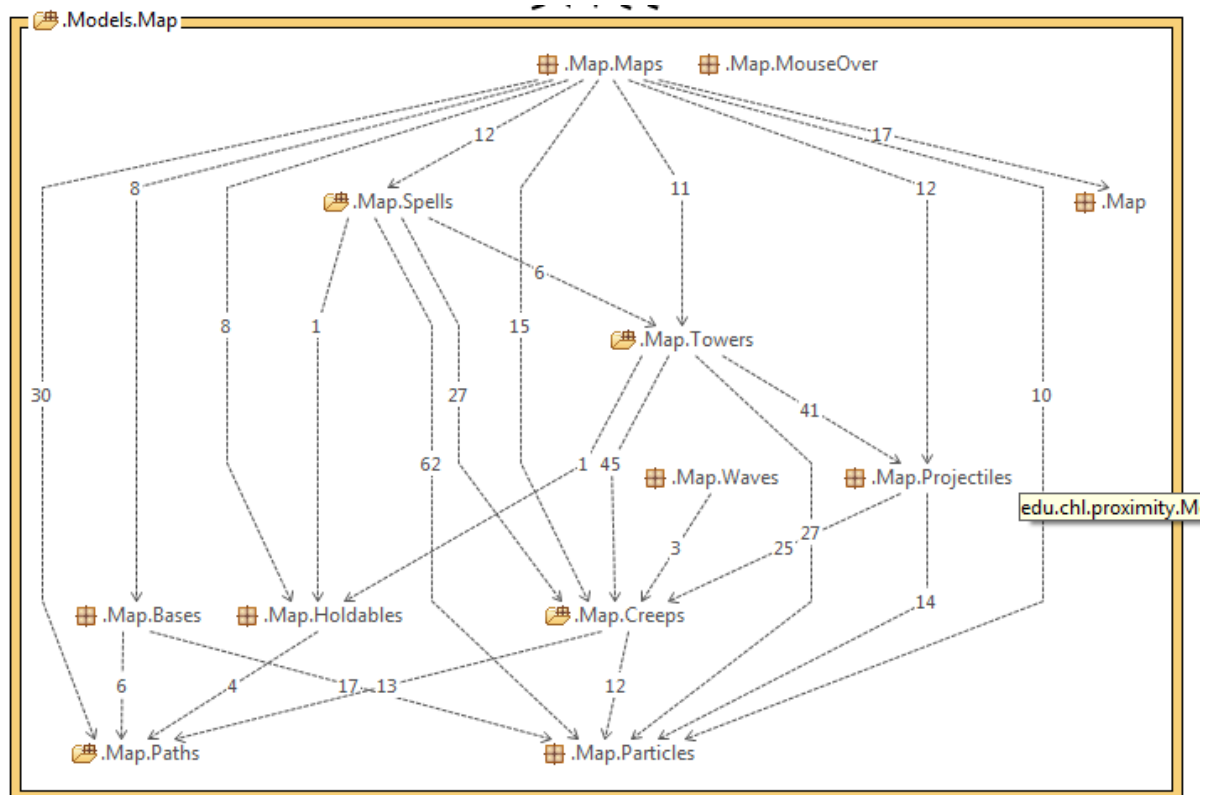 .Models.Map
.Map.Maps .Map.MouseOver
12 17
8 11 12
.Map.Spells .Map
6
8 1 15 .Map.Towers
30 27 10
41
62 1 45
.Map.Waves .Map.Projectiles
edu.chl.proximity.M
27
3 25
14
.Map.Bases .Map.Holdables .Map.Creeps
6 4 17 13 12
.Map.Paths .Map.Particles